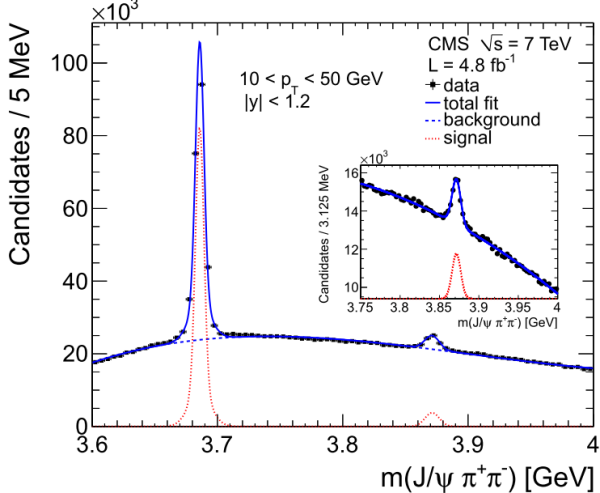 ×10³
CMS √s = 7 TeV
L = 4.8 fb⁻¹
data
total fit
background
signal
10 < p_T < 50 GeV
|y| < 1.2
Candidates / 5 MeV
100
80
60
40
20
0
3.6 3.7 3.8 3.9 4
m(J/ψ π⁺π⁻) [GeV]
×10³
Candidates / 3.125 MeV
16
14
12
10
3.75 3.8 3.85 3.9 3.95 4
m(J/ψ π⁺π⁻) [GeV]